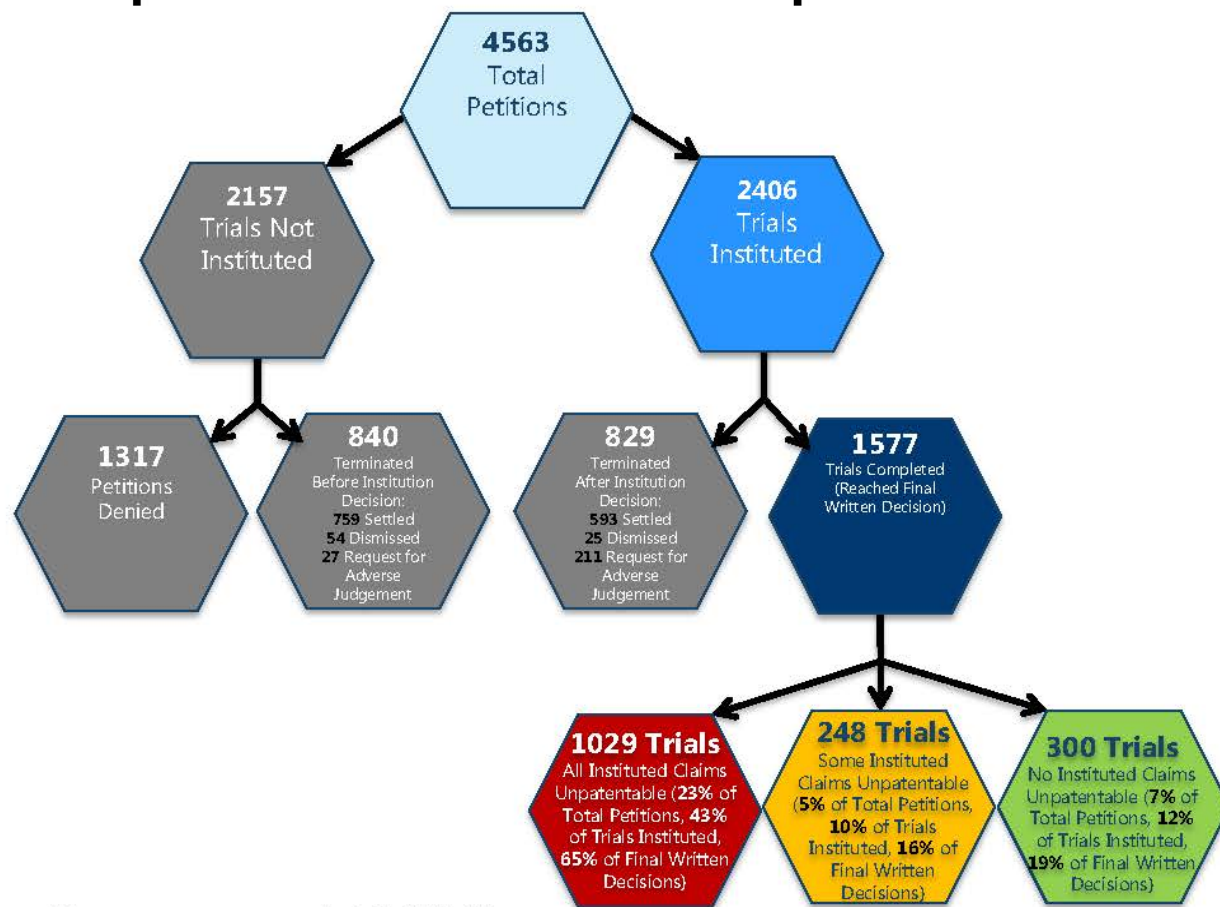 4563
Total
Petitions
2157
Trials Not
Instituted
2406
Trials
Instituted
1317
Petitions
Denied
840
Terminated
Before Institution
Decision:
759 Settled
54 Dismissed
27 Request for
Adverse
Judgement
829
Terminated
After Institution
Decision:
593 Settled
25 Dismissed
211 Request for
Adverse
Judgement
1577
Trials Completed
(Reached Final
Written Decision)
1029 Trials
All Instituted Claims
Unpatentable (23% of
Total Petitions, 43%
of Trials Instituted,
65% of Final Written
Decisions)
248 Trials
Some Instituted
Claims Unpatentable
(5% of Total Petitions,
10% of Trials
Instituted, 16% of
Final Written
Decisions)
300 Trials
No Instituted Claims
Unpatentable (7% of
Total Petitions, 12%
of Trials Instituted,
19% of Final Written
Decisions)